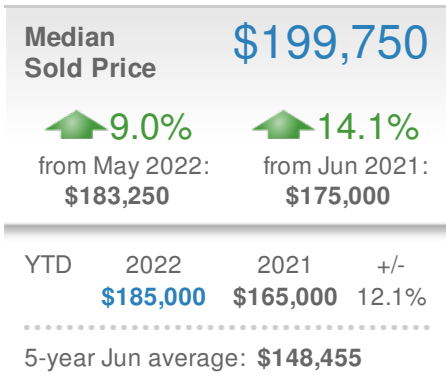 Median $199,750
Sold Price
9.0% 14.1%
from May 2022: from Jun 2021:
$183,250 $175,000
YTD 2022 2021 +/-
$185,000 $165,000 12.1%
5-year Jun average: $148,455